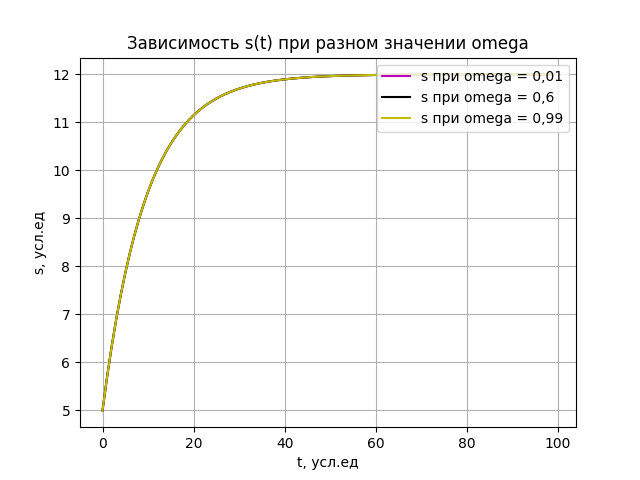 Зависимость s(t) при разном значении omega
s при omega = 0,01
s при omega = 0,6
s при omega = 0,99
12
11
10
9
8
7
6
5
s, усл.ед
0 20 40 60 80 100
t, усл.ед